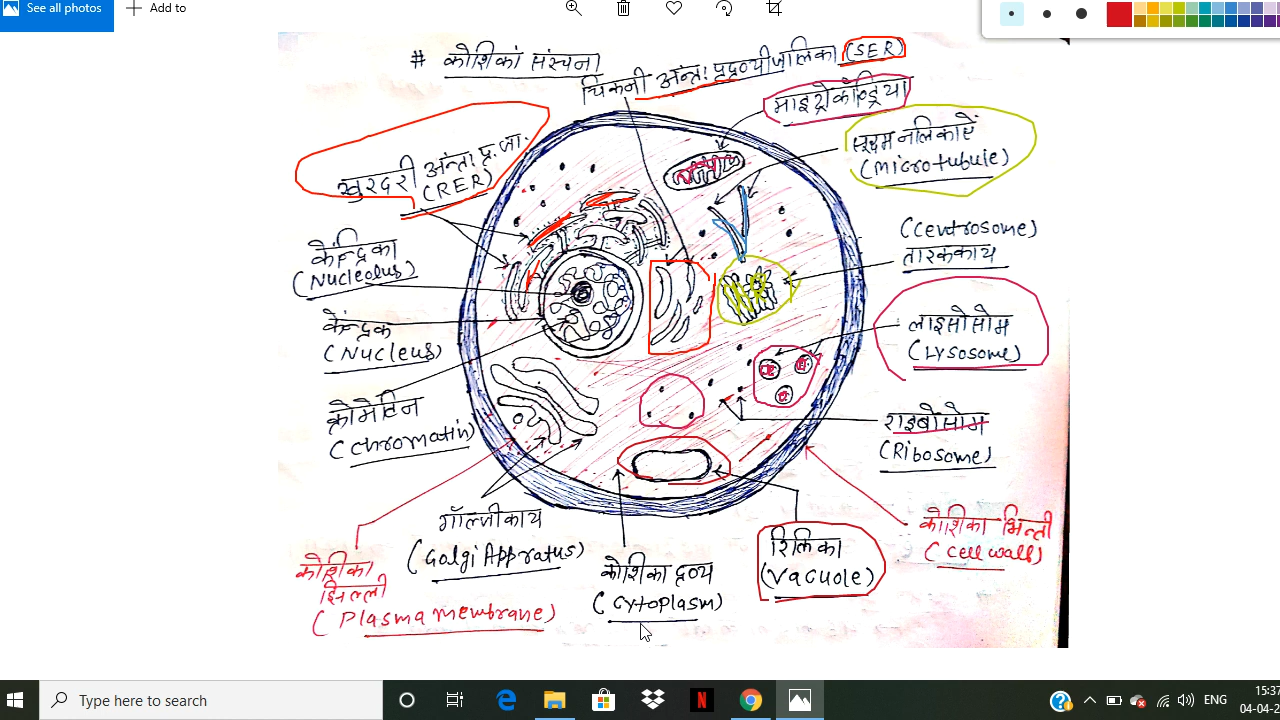 See all photos
Add to
# कोशिका संरचना
चिकनी अन्तः प्रद्रव्यी जालिका (SER)
माइट्रोकोण्ड्रिया
सूक्ष्म नलिकाएँ
(Microtubule)
खुरदरी अंन्तः प्र. जा.
(RER)
(Centrosome)
तारककाय
केन्द्रिका
(Nucleolus)
केन्द्रक
(Nucleus)
लाइसोसोम
(Lysosome)
क्रोमेटिन
(Chromatin)
राइबोसोम
(Ribosome)
गॉल्जीकाय
(Golgi Appratus)
कोशिका द्रव्य
(Cytoplasm)
रिक्तिका
(Vacuole)
कोशिका भित्ती
(Cell wall)
कोशिका
झिल्ली
(Plasma membrane)
Type here to search
ENG
15:37
04-04-2